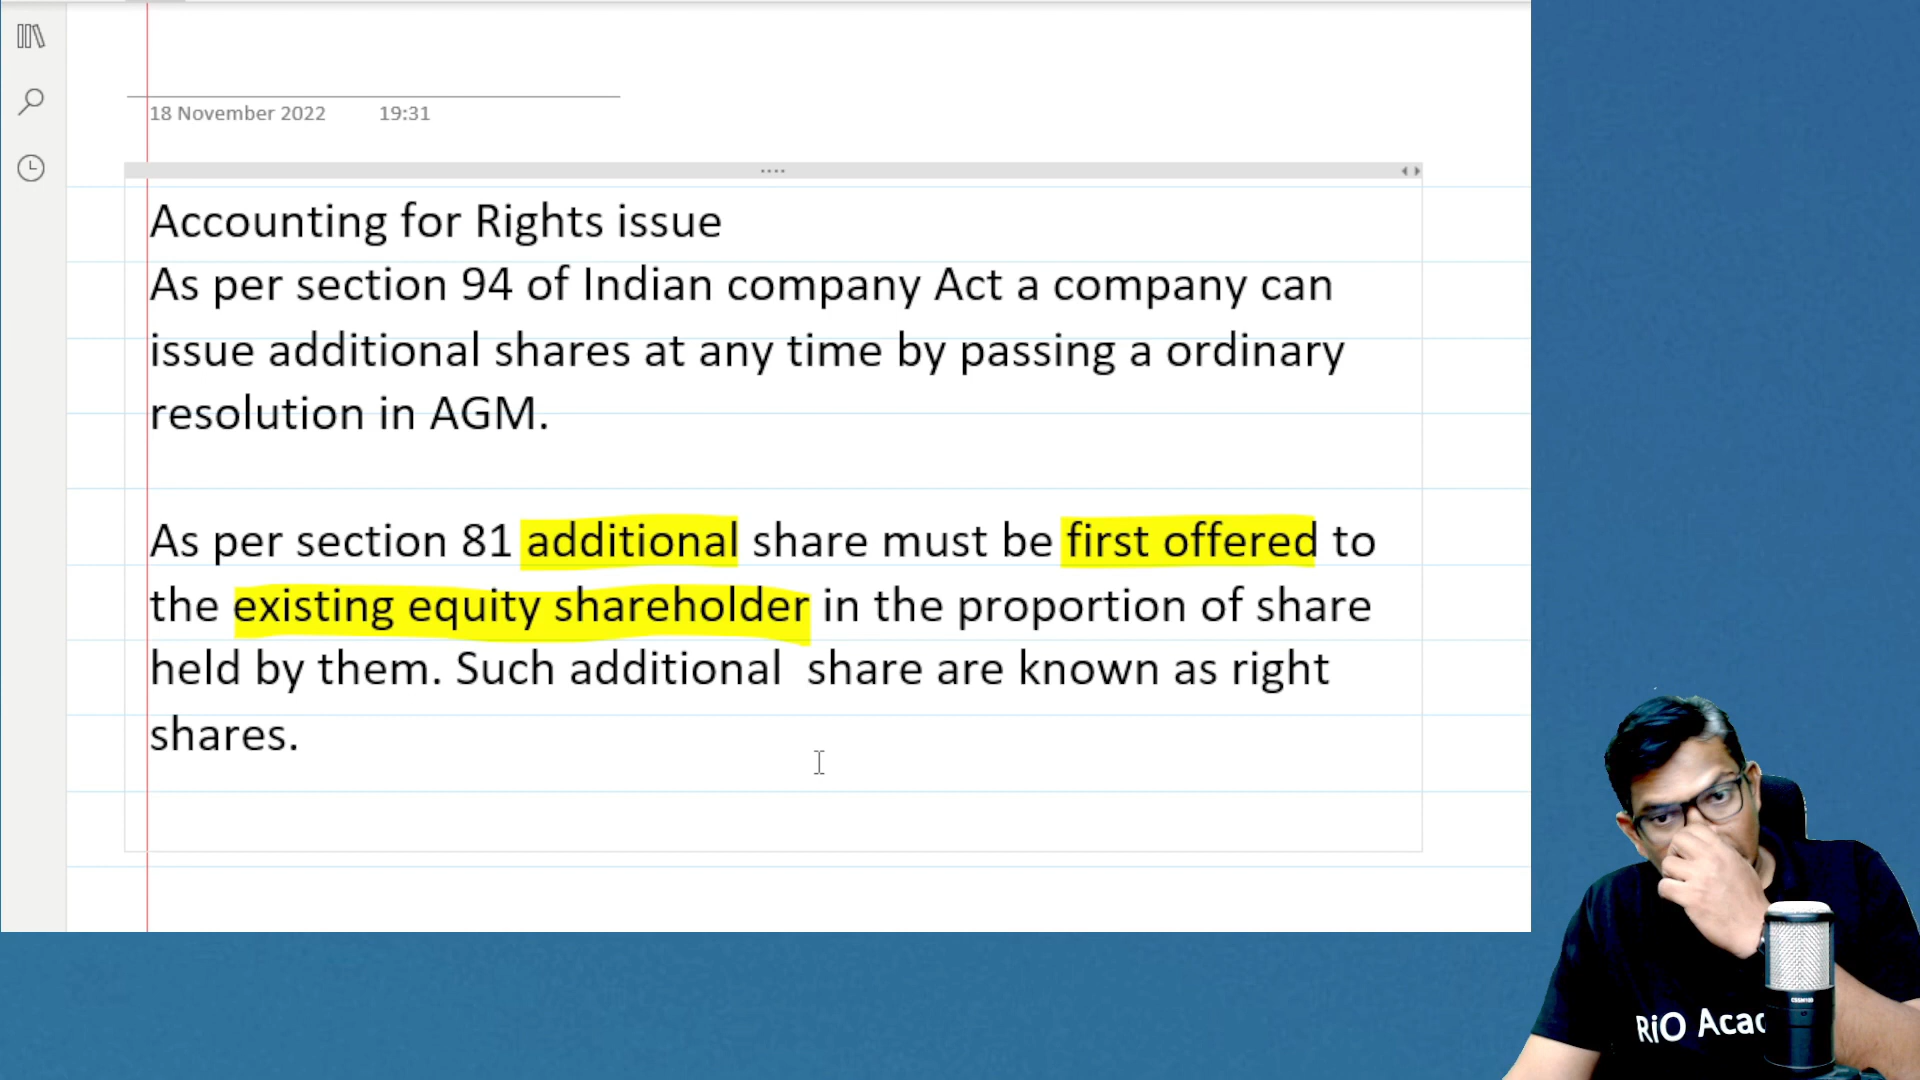 18 November 2022 19:31
Accounting for Rights issue
As per section 94 of Indian company Act a company can
issue additional shares at any time by passing a ordinary
resolution in AGM.
As per section 81 additional share must be first offered to
the existing equity shareholder in the proportion of share
held by them. Such additional  share are known as right
shares.
RiO Acac